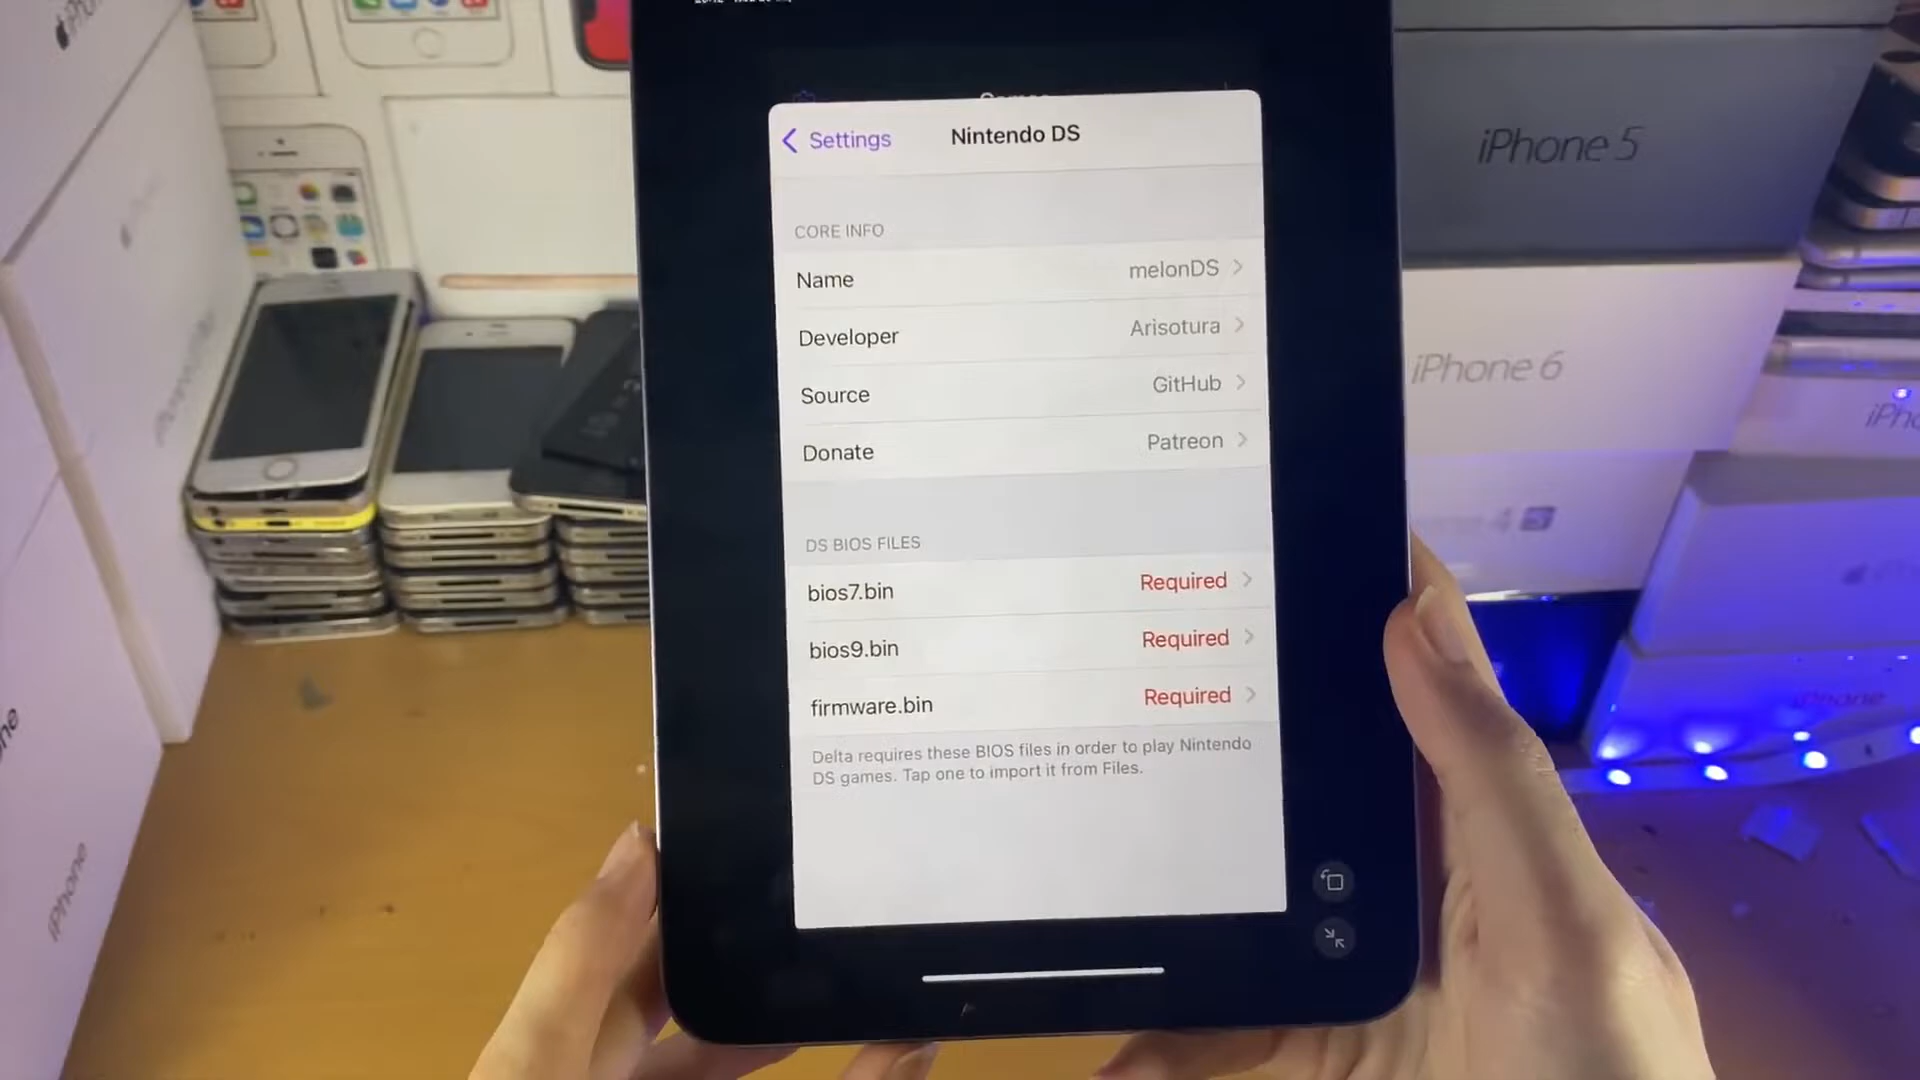 Settings
Nintendo DS
CORE INFO
Name
melonDS
Developer
Arisotura
Source
GitHub
Donate
Patreon
DS BIOS FILES
bios7.bin
Required
bios9.bin
Required
firmware.bin
Required
Delta requires these BIOS files in order to play Nintendo
DS games. Tap one to import it from Files.
iPhone 5
iPhone 6
iPhone
iPhone